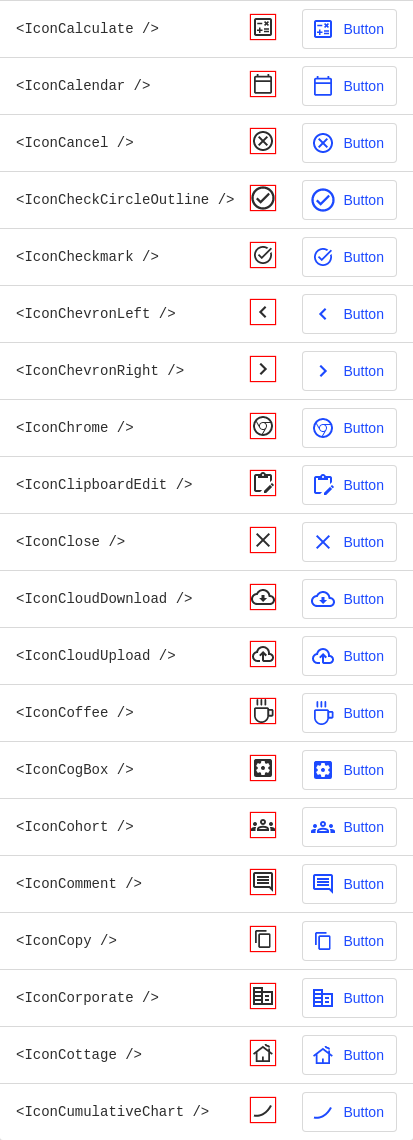 <IconCalculate /> Button
<IconCalendar /> Button
<IconCancel /> Button
<IconCheckCircleOutline /> Button
<IconCheckmark /> Button
<IconChevronLeft /> Button
<IconChevronRight /> Button
<IconChrome /> Button
<IconClipboardEdit /> Button
<IconClose /> Button
<IconCloudDownload /> Button
<IconCloudUpload /> Button
<IconCoffee /> Button
<IconCogBox /> Button
<IconCohort /> Button
<IconComment /> Button
<IconCopy /> Button
<IconCorporate /> Button
<IconCottage /> Button
<IconCumulativeChart /> Button